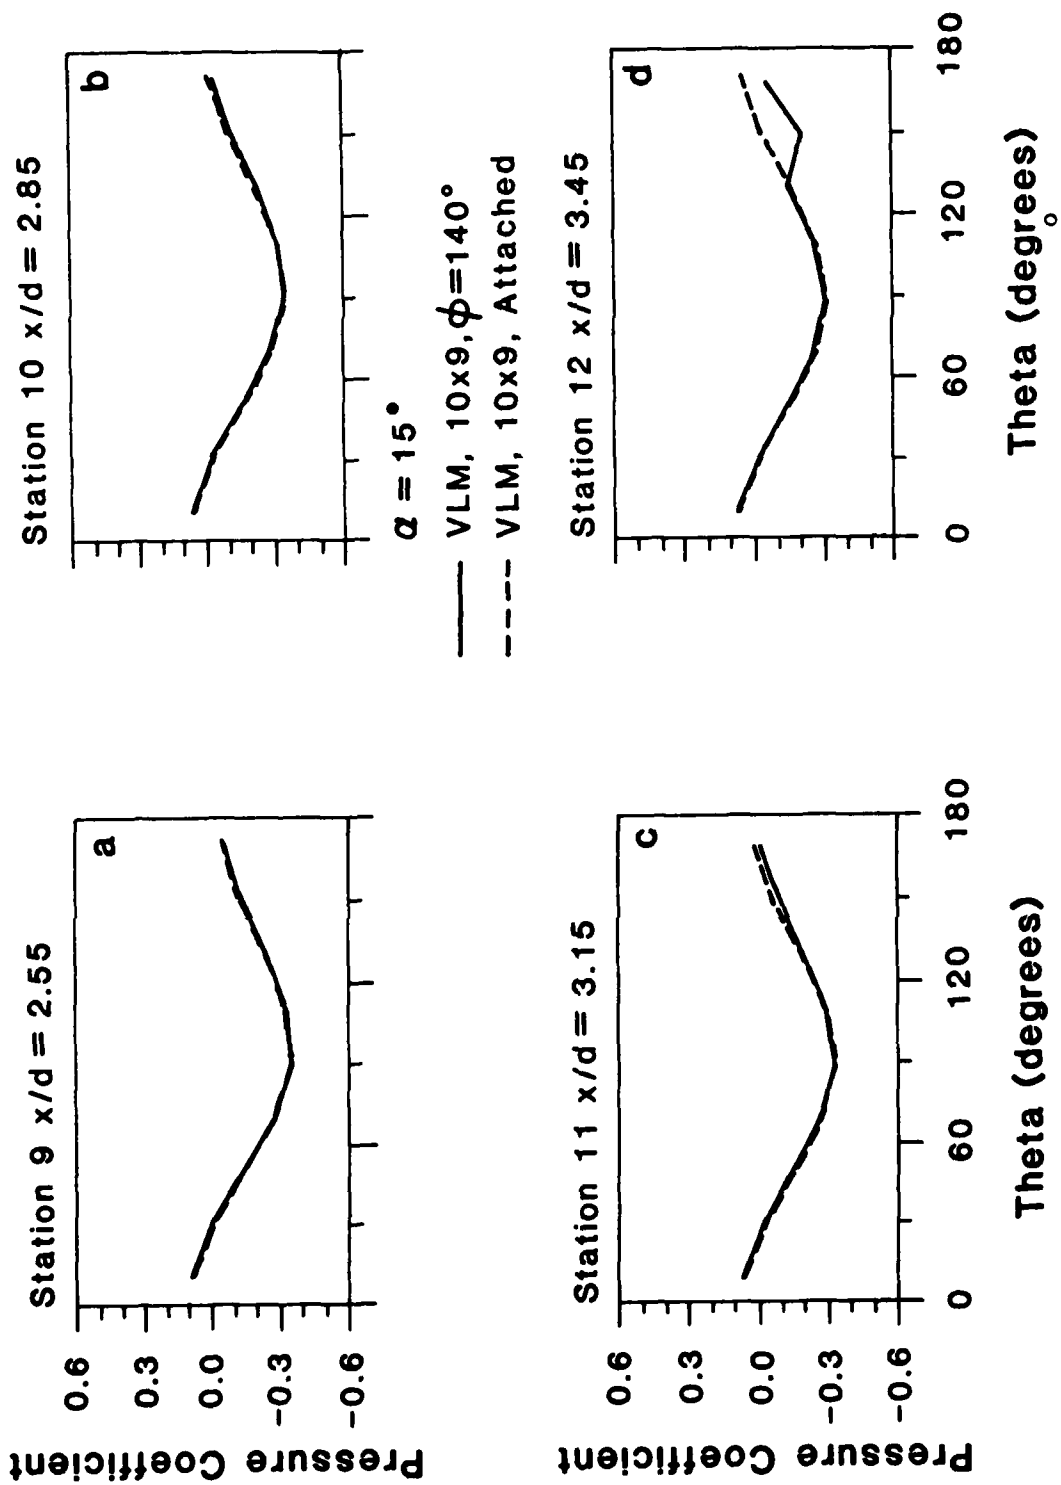 Station 9 x/d = 2.55
a
0.6
0.3
0.0
-0.3
-0.6
Pressure Coefficient
Station 10 x/d = 2.85
b
α = 15°
VLM, 10x9, ϕ=140°
VLM, 10x9, Attached
Station 11 x/d = 3.15
c
0.6
0.3
0.0
-0.3
-0.6
Pressure Coefficient
0 60 120 180
Theta (degrees)
Station 12 x/d = 3.45
d
0 60 120 180
Theta (degrees)